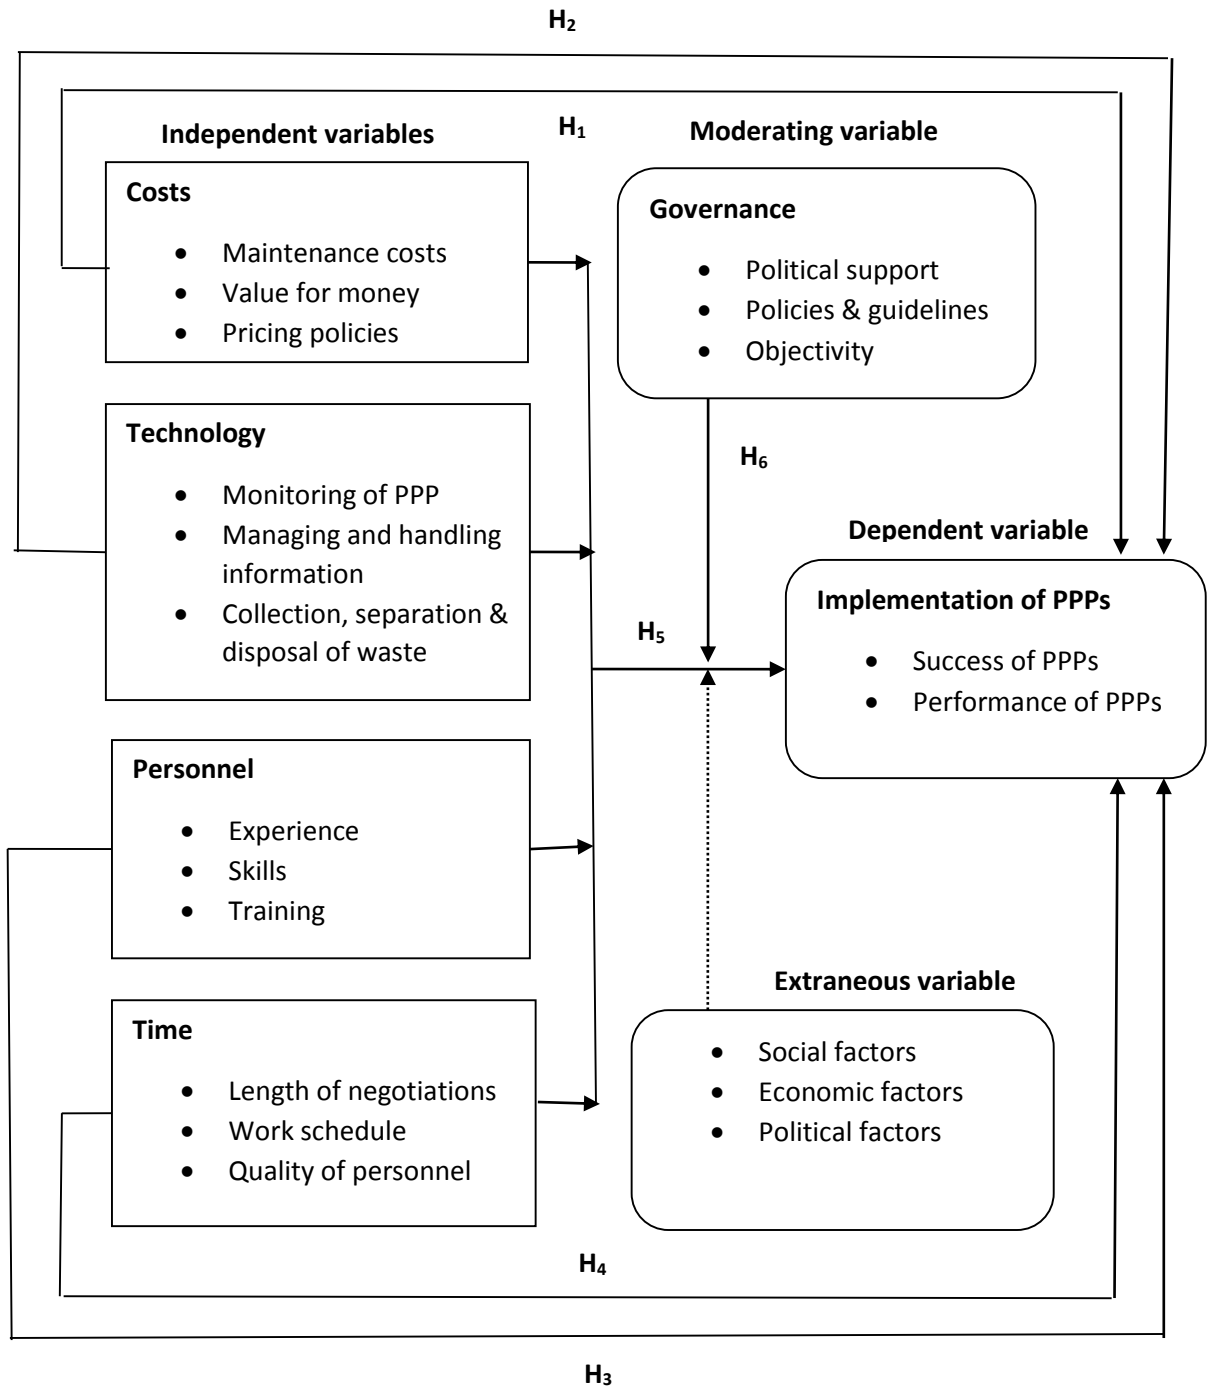 H₂
H₁
Independent variables
Moderating variable
Costs
• Maintenance costs
• Value for money
• Pricing policies
Governance
• Political support
• Policies & guidelines
• Objectivity
Technology
• Monitoring of PPP
• Managing and handling
information
• Collection, separation &
disposal of waste
H₆
Dependent variable
Implementation of PPPs
• Success of PPPs
• Performance of PPPs
H₅
Personnel
• Experience
• Skills
• Training
Extraneous variable
• Social factors
• Economic factors
• Political factors
Time
• Length of negotiations
• Work schedule
• Quality of personnel
H₄
H₃